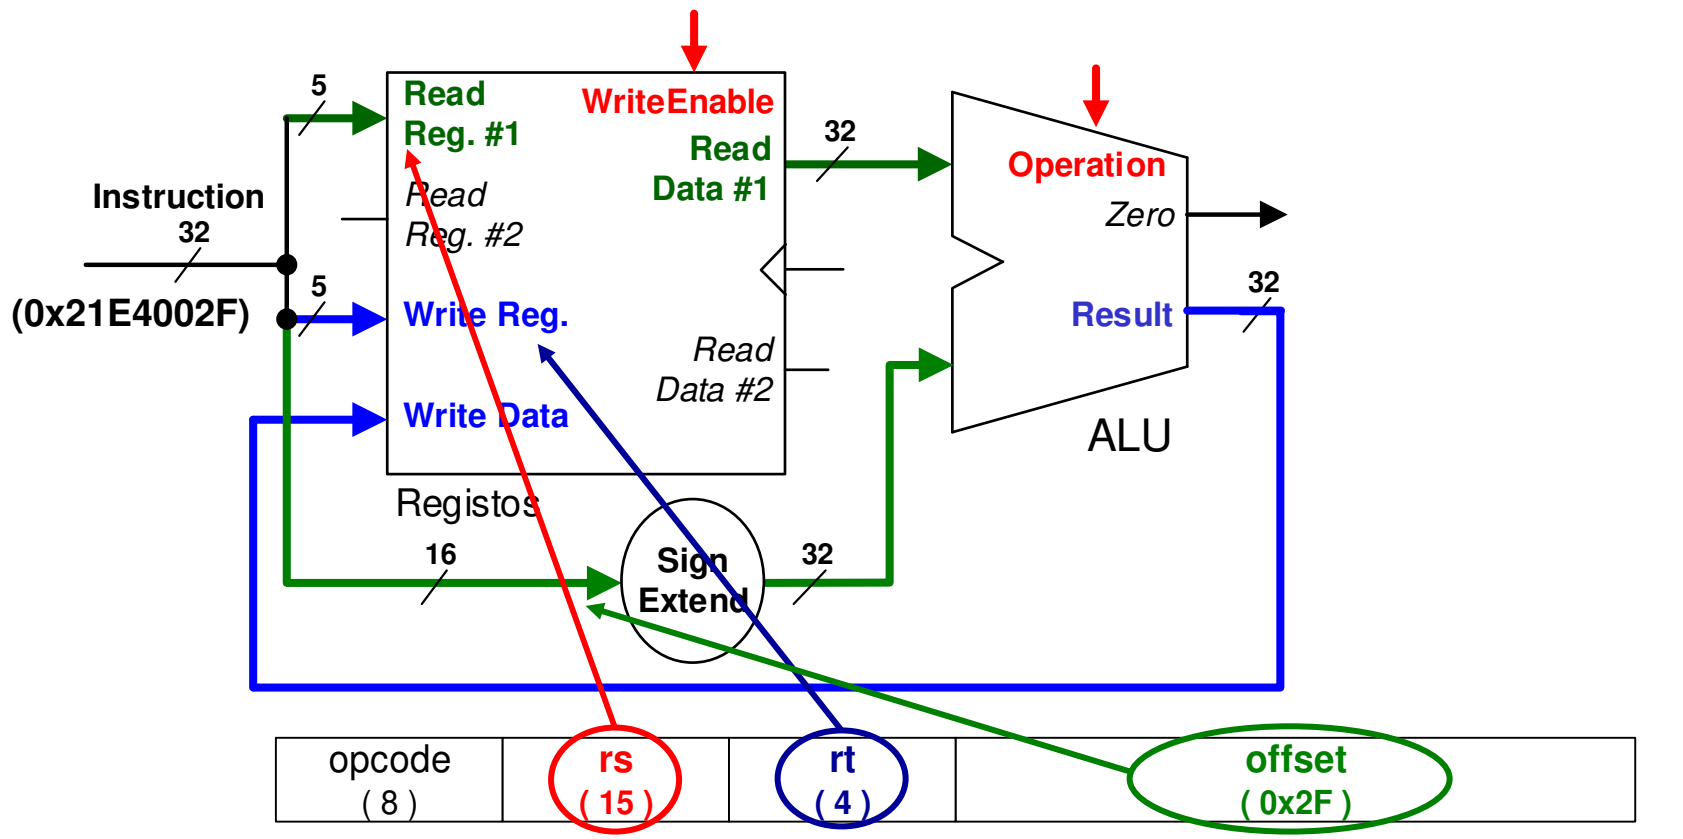 5
Read
Reg. #1
WriteEnable
Read
Data #1
32
Operation
Instruction
32
Read
Reg. #2
Zero
(0x21E4002F)
5
Write Reg.
32
Result
Read
Data #2
Write Data
ALU
Registos
16
Sign
Extend
32
opcode
( 8 )
rs
( 15 )
rt
( 4 )
offset
( 0x2F )